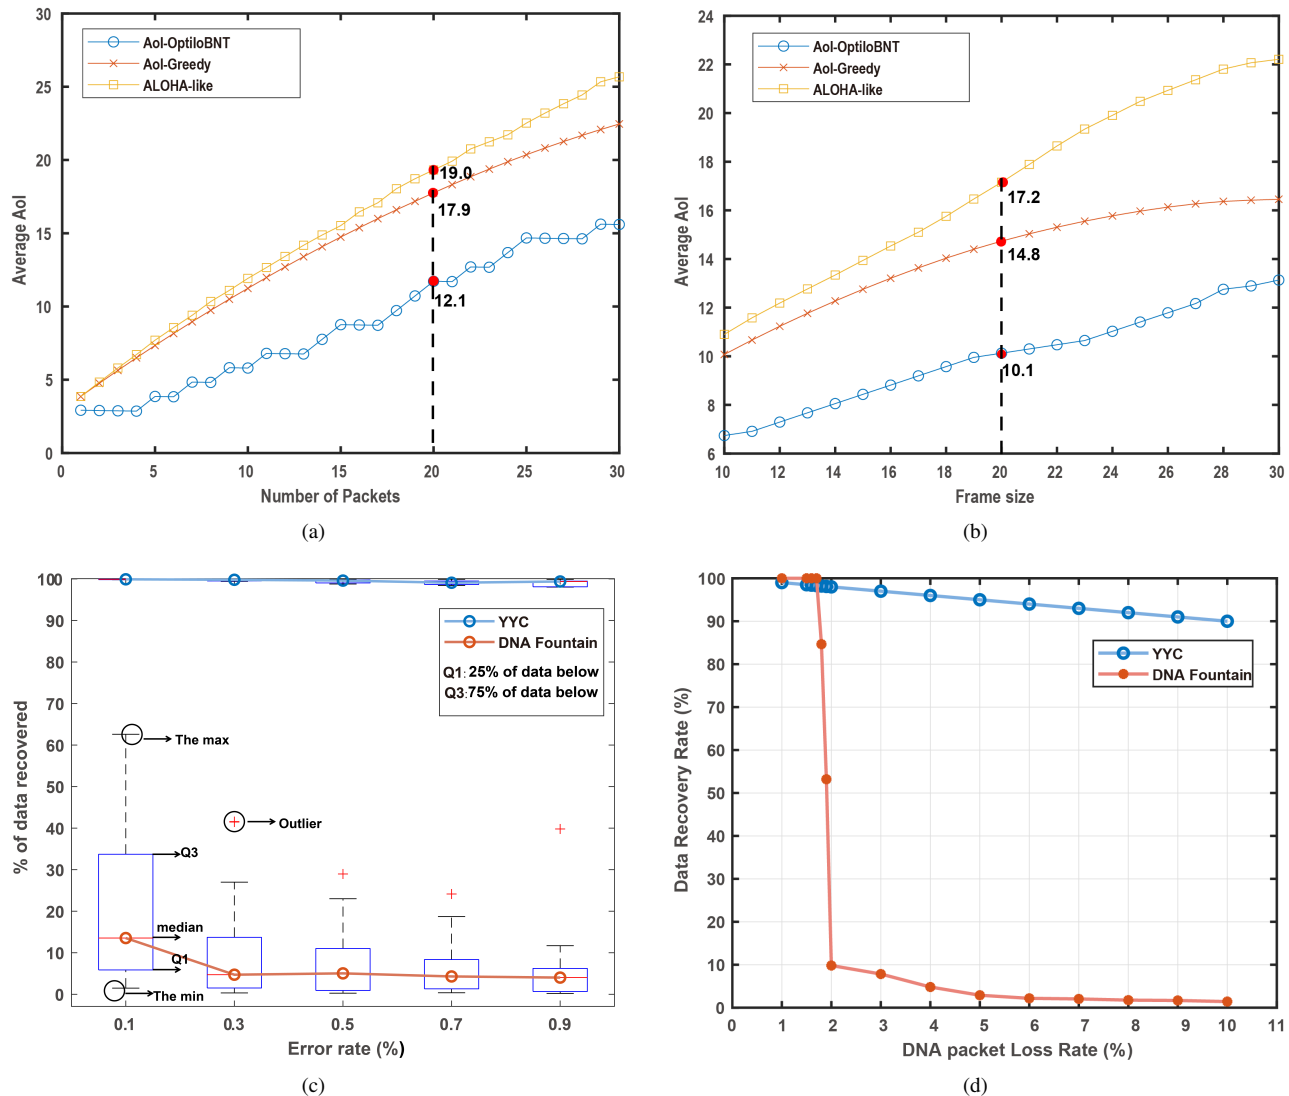 30
25
20
15
10
5
0
Average AoI
AoI-OptiloBNT
AoI-Greedy
ALOHA-like
19.0
17.9
12.1
0
5
10
15
20
25
30
Number of Packets
(a)
24
22
20
18
16
14
12
10
8
6
Average AoI
AoI-OptiloBNT
AoI-Greedy
ALOHA-like
17.2
14.8
10.1
10
12
14
16
18
20
22
24
26
28
30
Frame size
(b)
100
90
80
70
60
50
40
30
20
10
0
% of data recovered
YYC
DNA Fountain
Q1: 25% of data below
Q3:75% of data below
The max
Outlier
Q3
median
Q1
The min
0.1
0.3
0.5
0.7
0.9
Error rate (%)
(c)
100
90
80
70
60
50
40
30
20
10
0
Data Recovery Rate (%)
YYC
DNA Fountain
0
1
2
3
4
5
6
7
8
9
10
11
DNA packet Loss Rate (%)
(d)